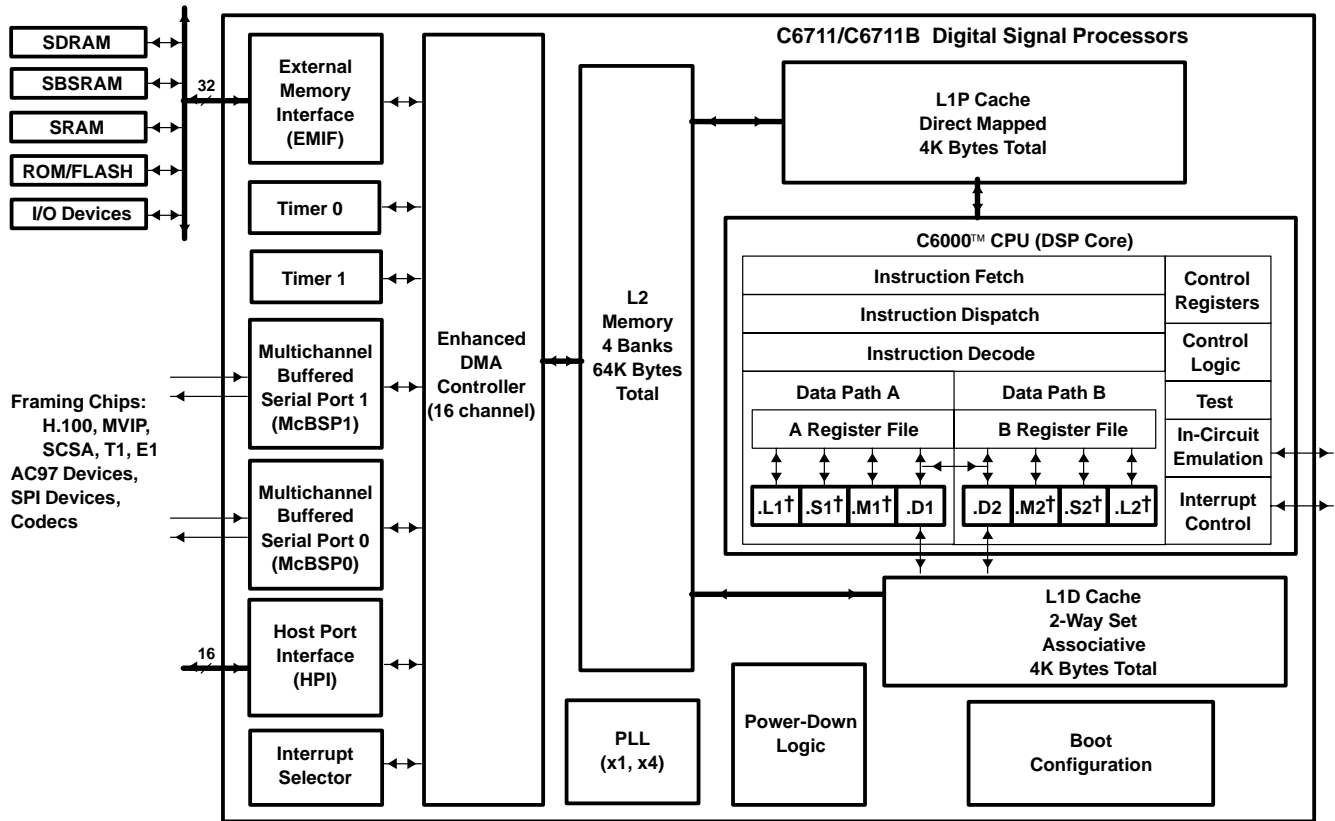 C6711/C6711B Digital Signal Processors
SDRAM
SBSRAM
SRAM
ROM/FLASH
I/O Devices
32
External
Memory
Interface
(EMIF)
Timer 0
Timer 1
Multichannel
Buffered
Serial Port 1
(McBSP1)
Framing Chips:
H.100, MVIP,
SCSA, T1, E1
AC97 Devices,
SPI Devices,
Codecs
Multichannel
Buffered
Serial Port 0
(McBSP0)
16
Host Port
Interface
(HPI)
Interrupt
Selector
Enhanced
DMA
Controller
(16 channel)
L2
Memory
4 Banks
64K Bytes
Total
PLL
(x1, x4)
L1P Cache
Direct Mapped
4K Bytes Total
C6000™ CPU (DSP Core)
Instruction Fetch
Instruction Dispatch
Instruction Decode
Data Path A
Data Path B
A Register File
B Register File
.L1†
.S1†
.M1†
.D1
.D2
.M2†
.S2†
.L2†
Control
Registers
Control
Logic
Test
In-Circuit
Emulation
Interrupt
Control
L1D Cache
2-Way Set
Associative
4K Bytes Total
Power-Down
Logic
Boot
Configuration